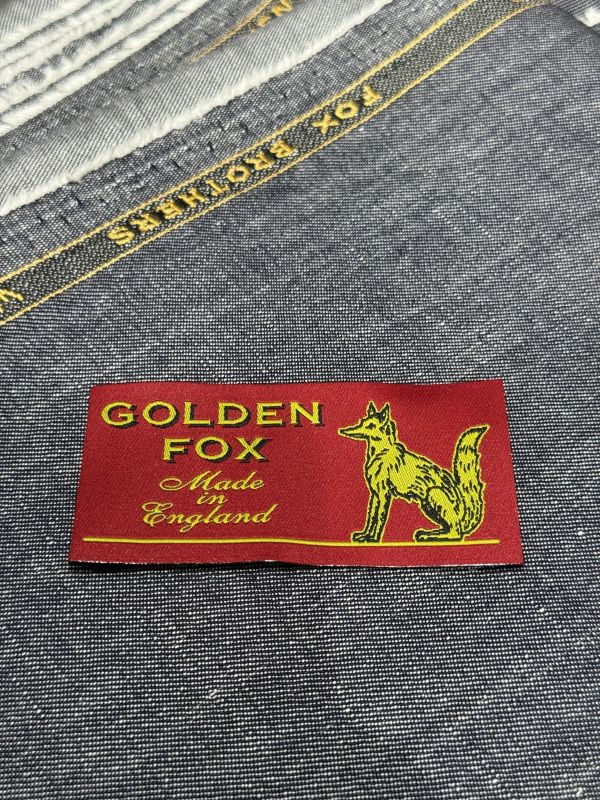 FOX BROTHERS
GOLDEN
FOX
Made
in
England